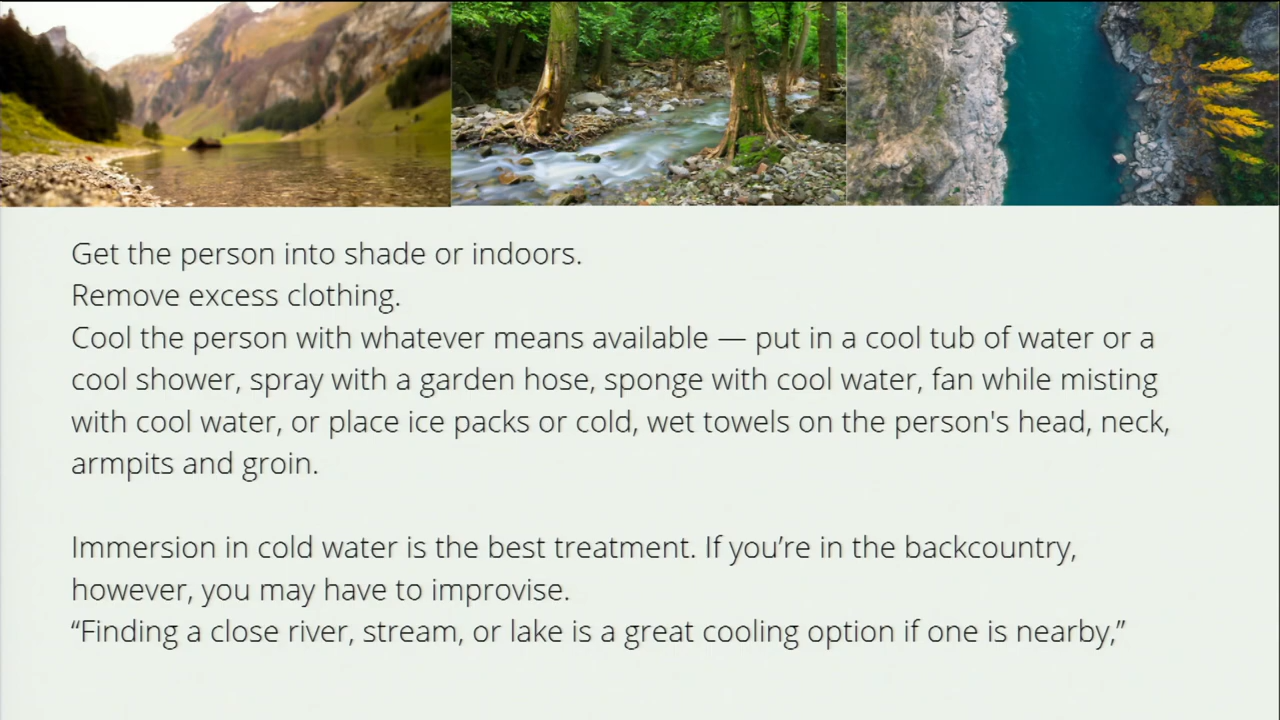 Get the person into shade or indoors.
Remove excess clothing.
Cool the person with whatever means available — put in a cool tub of water or a
cool shower, spray with a garden hose, sponge with cool water, fan while misting
with cool water, or place ice packs or cold, wet towels on the person's head, neck,
armpits and groin.
Immersion in cold water is the best treatment. If you’re in the backcountry,
however, you may have to improvise.
“Finding a close river, stream, or lake is a great cooling option if one is nearby,”